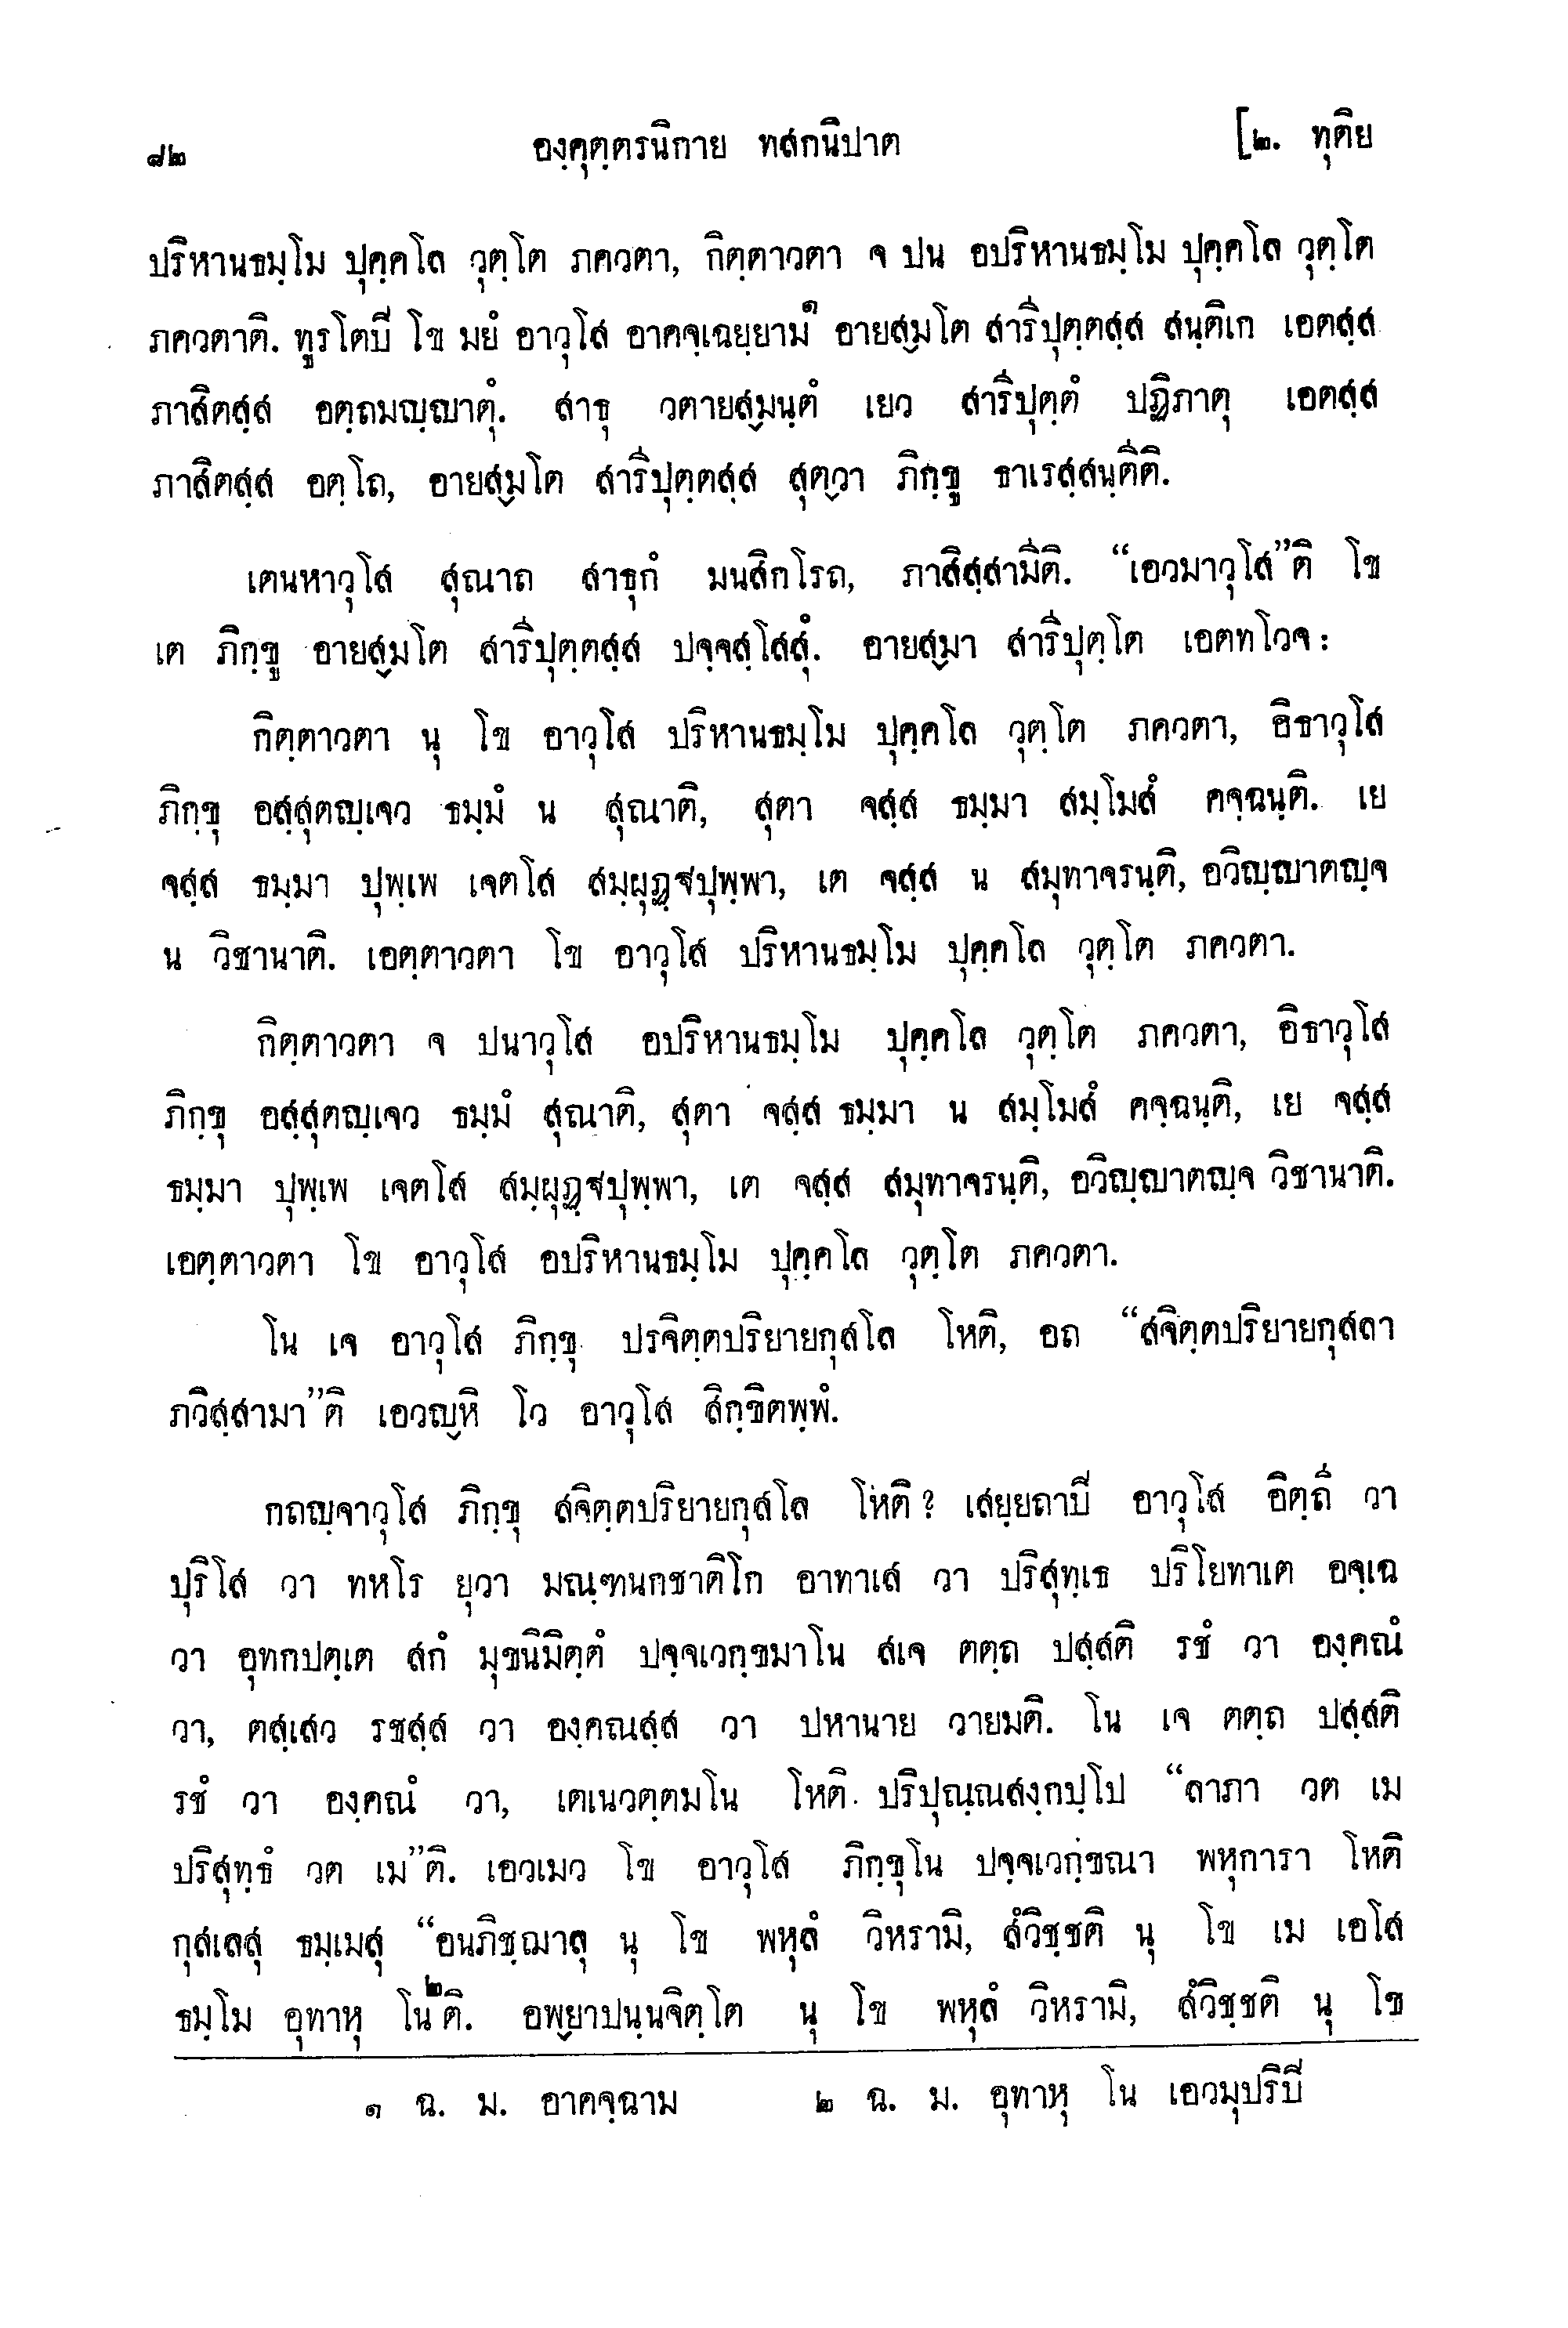 ๘๒ องฺคุตฺตรนิกาย ทสกนิปาต [๒. ทุติย
ปริหานธมฺโม ปุคฺคโล วุตฺโต ภควตา, กิตฺตาวตา จ ปน อปริหานธมฺโม ปุคฺคโล วุตฺโต
ภควตาติ. ทูรโตปิ โข มยํ อาวุโส อาคจฺเฉยฺยาม๑ อายสฺมโต สาริปุตฺตสฺส สนฺติเก เอตสฺส
ภาสิตสฺส อตฺถมญฺญาตุํ. สาธุ วตายสฺมนฺตํ เยว สาริปุตฺตํ ปฏิภาตุ เอตสฺส
ภาสิตสฺส อตฺโถ, อายสฺมโต สาริปุตฺตสฺส สุตฺวา ภิกฺขู ธาเรสฺสนฺตีติ.
เตนหาวุโส สุณาถ สาธุกํ มนสิกโรถ, ภาสิสฺสามีติ. “เอวมาวุโส”ติ โข
เต ภิกฺขู อายสฺมโต สาริปุตฺตสฺส ปจฺจสฺโสสุํ. อายสฺมา สาริปุตฺโต เอตทโวจ:
กิตฺตาวตา นุ โข อาวุโส ปริหานธมฺโม ปุคฺคโล วุตฺโต ภควตา, อิธาวุโส
ภิกฺขุ อสฺสุตญฺเจว ธมฺมํ น สุณาติ, สุตา จสฺส ธมฺมา สมฺโมสํ คจฺฉนฺติ. เย
จสฺส ธมฺมา ปุพฺเพ เจตโส สมฺผุฏฺฐปุพฺพา, เต จสฺส น สมุทาจรนฺติ, อวิญฺญาตญฺจ
น วิชานาติ. เอตฺตาวตา โข อาวุโส ปริหานธมฺโม ปุคฺคโล วุตฺโต ภควตา.
กิตฺตาวตา จ ปนาวุโส อปริหานธมฺโม ปุคฺคโล วุตฺโต ภควตา, อิธาวุโส
ภิกฺขุ อสฺสุตญฺเจว ธมฺมํ สุณาติ, สุตา จสฺส ธมฺมา น สมฺโมสํ คจฺฉนฺติ, เย จสฺส
ธมฺมา ปุพฺเพ เจตโส สมฺผุฏฺฐปุพฺพา, เต จสฺส สมุทาจรนฺติ, อวิญฺญาตญฺจ วิชานาติ.
เอตฺตาวตา โข อาวุโส อปริหานธมฺโม ปุคฺคโล วุตฺโต ภควตา.
โน เจ อาวุโส ภิกฺขุ ปรจิตฺตปริยายกุสโล โหติ, อถ “สจิตฺตปริยายกุสลา
ภวิสฺสามา”ติ เอวญฺหิ โว อาวุโส สิกฺขิตพฺพํ.
กถญฺจาวุโส ภิกฺขุ สจิตฺตปริยายกุสโล โหติ? เสยฺยถาปิ อาวุโส อิตฺถี วา
ปุริโส วา ทหโร ยุวา มณฺฑนกชาติโก อาทาเส วา ปริสุทฺเธ ปริโยทาเต อจฺเฉ
วา อุทกปตฺเต สกํ มุขนิมิตฺตํ ปจฺจเวกฺขมาโน สเจ ตตฺถ ปสฺสติ รชํ วา องฺคณํ
วา, ตสฺเสว รชสฺส วา องฺคณสฺส วา ปหานาย วายมติ. โน เจ ตตฺถ ปสฺสติ
รชํ วา องฺคณํ วา, เตเนวตฺตมโน โหติ ปริปุณฺณสงฺกปฺโป “ลาภา วต เม
ปริสุทฺธํ วต เม”ติ. เอวเมว โข อาวุโส ภิกฺขุโน ปจฺจเวกฺขณา พหุการา โหติ
กุสเลสุ ธมฺเมสุ “อนภิชฺฌาลุ นุ โข พหุลํ วิหรามิ, สํวิชฺชติ นุ โข เม เอโส
ธมฺโม อุทาหุ โน๒ติ. อพฺยาปนฺนจิตฺโต นุ โข พหุลํ วิหรามิ, สํวิชฺชติ นุ โข
๑ ฉ. ม. อาคจฺฉาม ๒ ฉ. ม. อุทาหุ โน เอวมุปริปิ